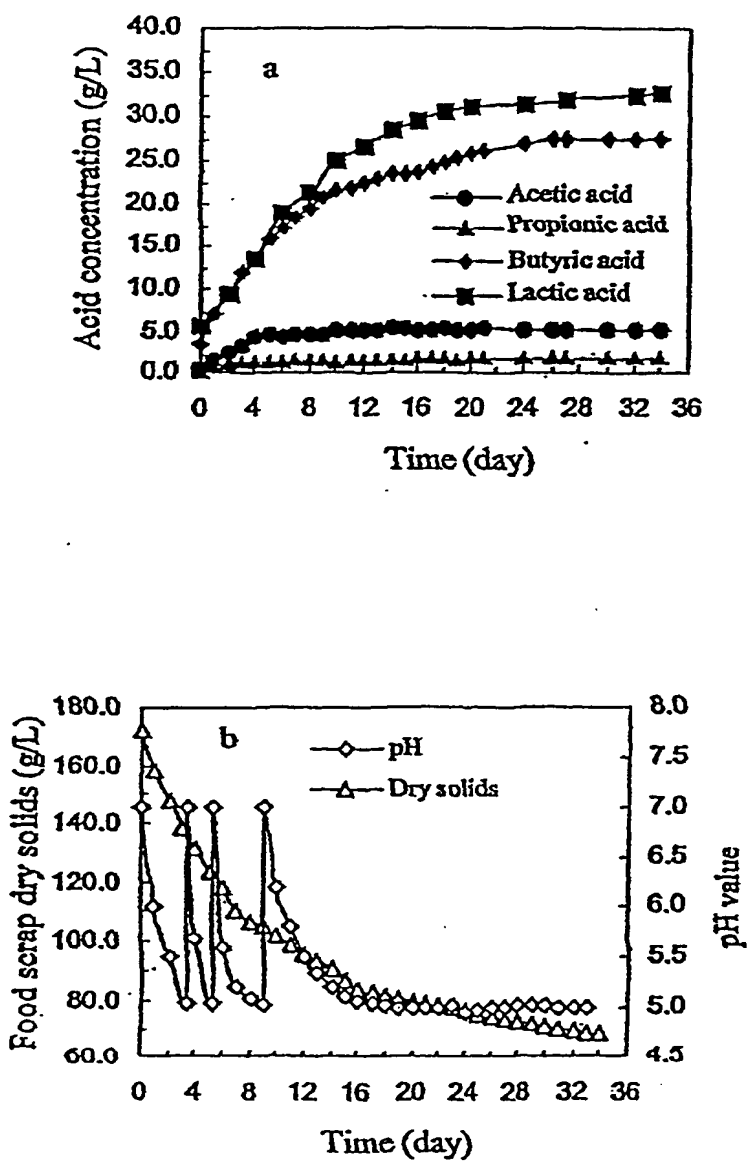 40.0
35.0
30.0
25.0
20.0
15.0
10.0
5.0
0.0
Acid concentration (g/L)
a
Acetic acid
Propionic acid
Butyric acid
Lactic acid
0 4 8 12 16 20 24 28 32 36
Time (day)
180.0
160.0
140.0
120.0
100.0
80.0
60.0
Food scrap dry solids (g/L)
b
pH
Dry solids
8.0
7.5
7.0
6.5
6.0
5.5
5.0
4.5
pH value
0 4 8 12 16 20 24 28 32 36
Time (day)